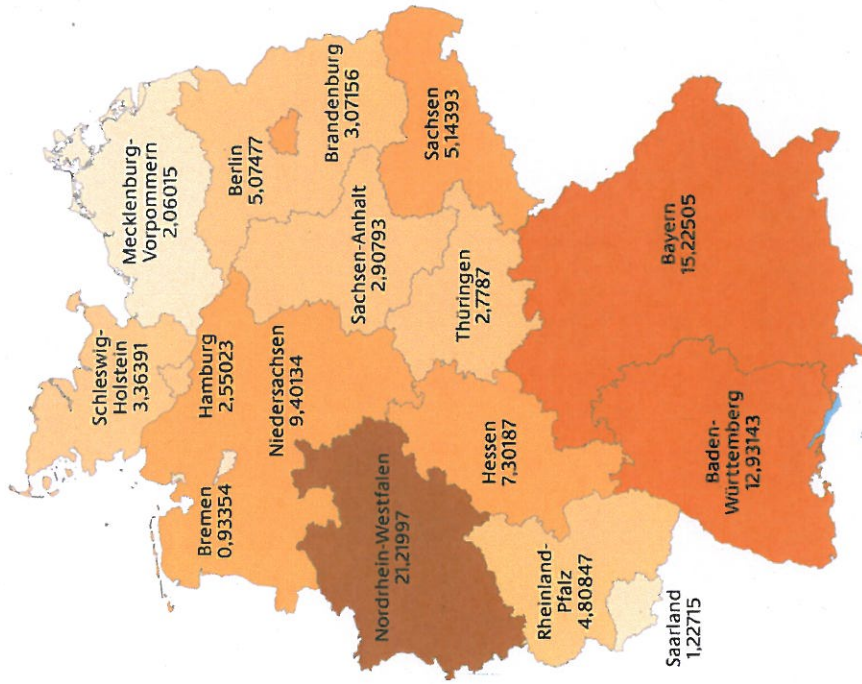 Schleswig-
Holstein
3,36391
Mecklenburg-
Vorpommern
2,06015
Hamburg
2,55023
Bremen
0,93354
Niedersachsen
9,40134
Berlin
5,07477
Brandenburg
3,07156
Sachsen-Anhalt
2,90793
Nordrhein-Westfalen
21,21997
Sachsen
5,14393
Thüringen
2,7787
Hessen
7,30187
Rheinland-
Pfalz
4,80847
Saarland
1,22715
Bayern
15,22505
Baden-
Württemberg
12,93143